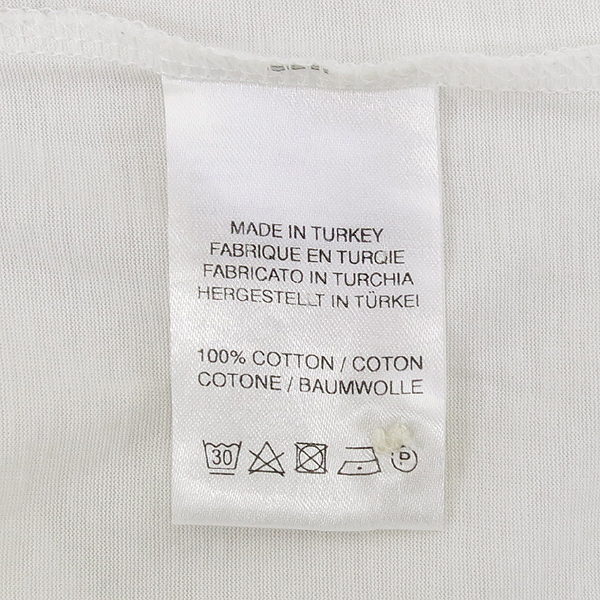 MADE IN TURKEY
FABRIQUE EN TURQIE
FABRICATO IN TURCHIA
HERGESTELLT IN TÜRKEI
100% COTTON / COTON
COTONE / BAUMWOLLE
30 P